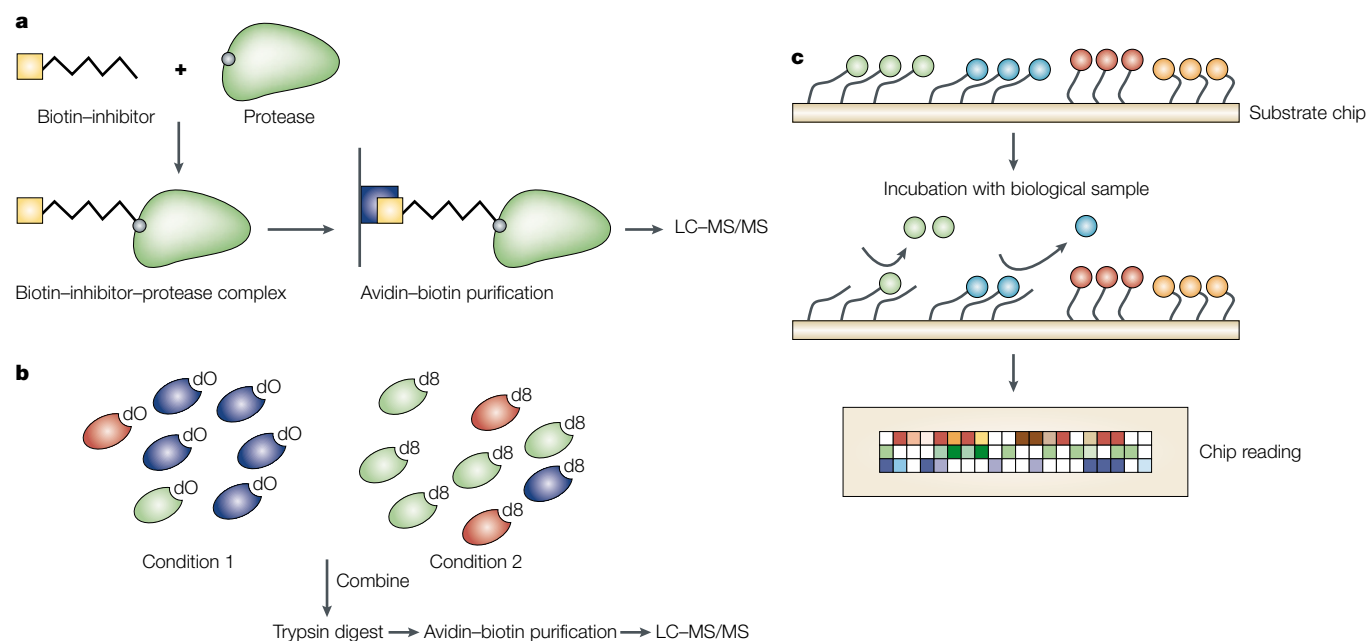 a
+
Biotin–inhibitor
Protease
Biotin–inhibitor–protease complex
Avidin–biotin purification
LC–MS/MS
b
dO
dO
dO
dO
dO
dO
dO
Condition 1
d8
d8
d8
d8
d8
d8
d8
d8
Condition 2
Combine
Trypsin digest
Avidin–biotin purification
LC–MS/MS
c
Substrate chip
Incubation with biological sample
Chip reading